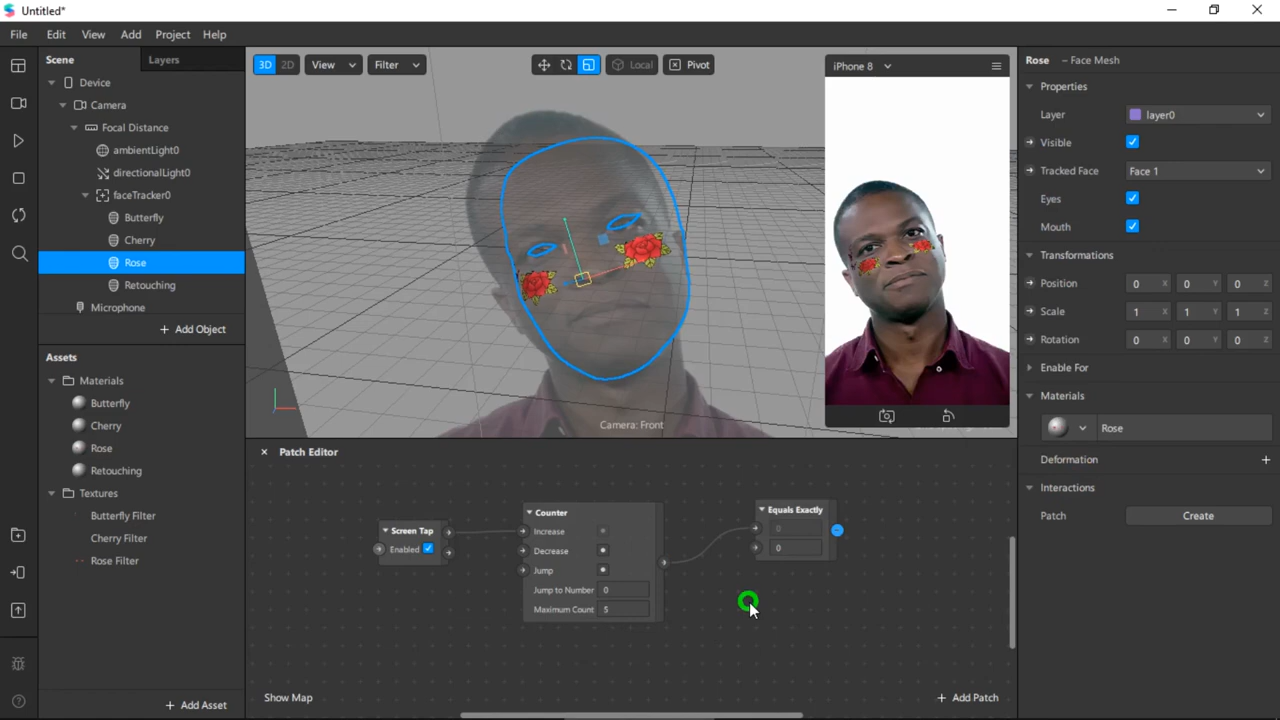 Untitled*
File Edit View Add Project Help
Scene Layers
Device
Camera
Focal Distance
ambientLight0
directionalLight0
faceTracker0
Butterfly
Cherry
Rose
Retouching
Microphone
+ Add Object
Assets
Materials
Butterfly
Cherry
Rose
Retouching
Textures
Butterfly Filter
Cherry Filter
Rose Filter
+ Add Asset
3D 2D View Filter Local Pivot
iPhone 8
Camera: Front
× Patch Editor
Screen Tap
Enabled
Counter
Increase
Decrease
Jump
Jump to Number 0
Maximum Count 5
Equals Exactly
0
0
Show Map
+ Add Patch
Rose – Face Mesh
Properties
Layer layer0
Visible
Tracked Face Face 1
Eyes
Mouth
Transformations
Position 0 X 0 Y 0 Z
Scale 1 X 1 Y 1 Z
Rotation 0 X 0 Y 0 Z
Enable For
Materials
Rose
Deformation +
Interactions
Patch Create